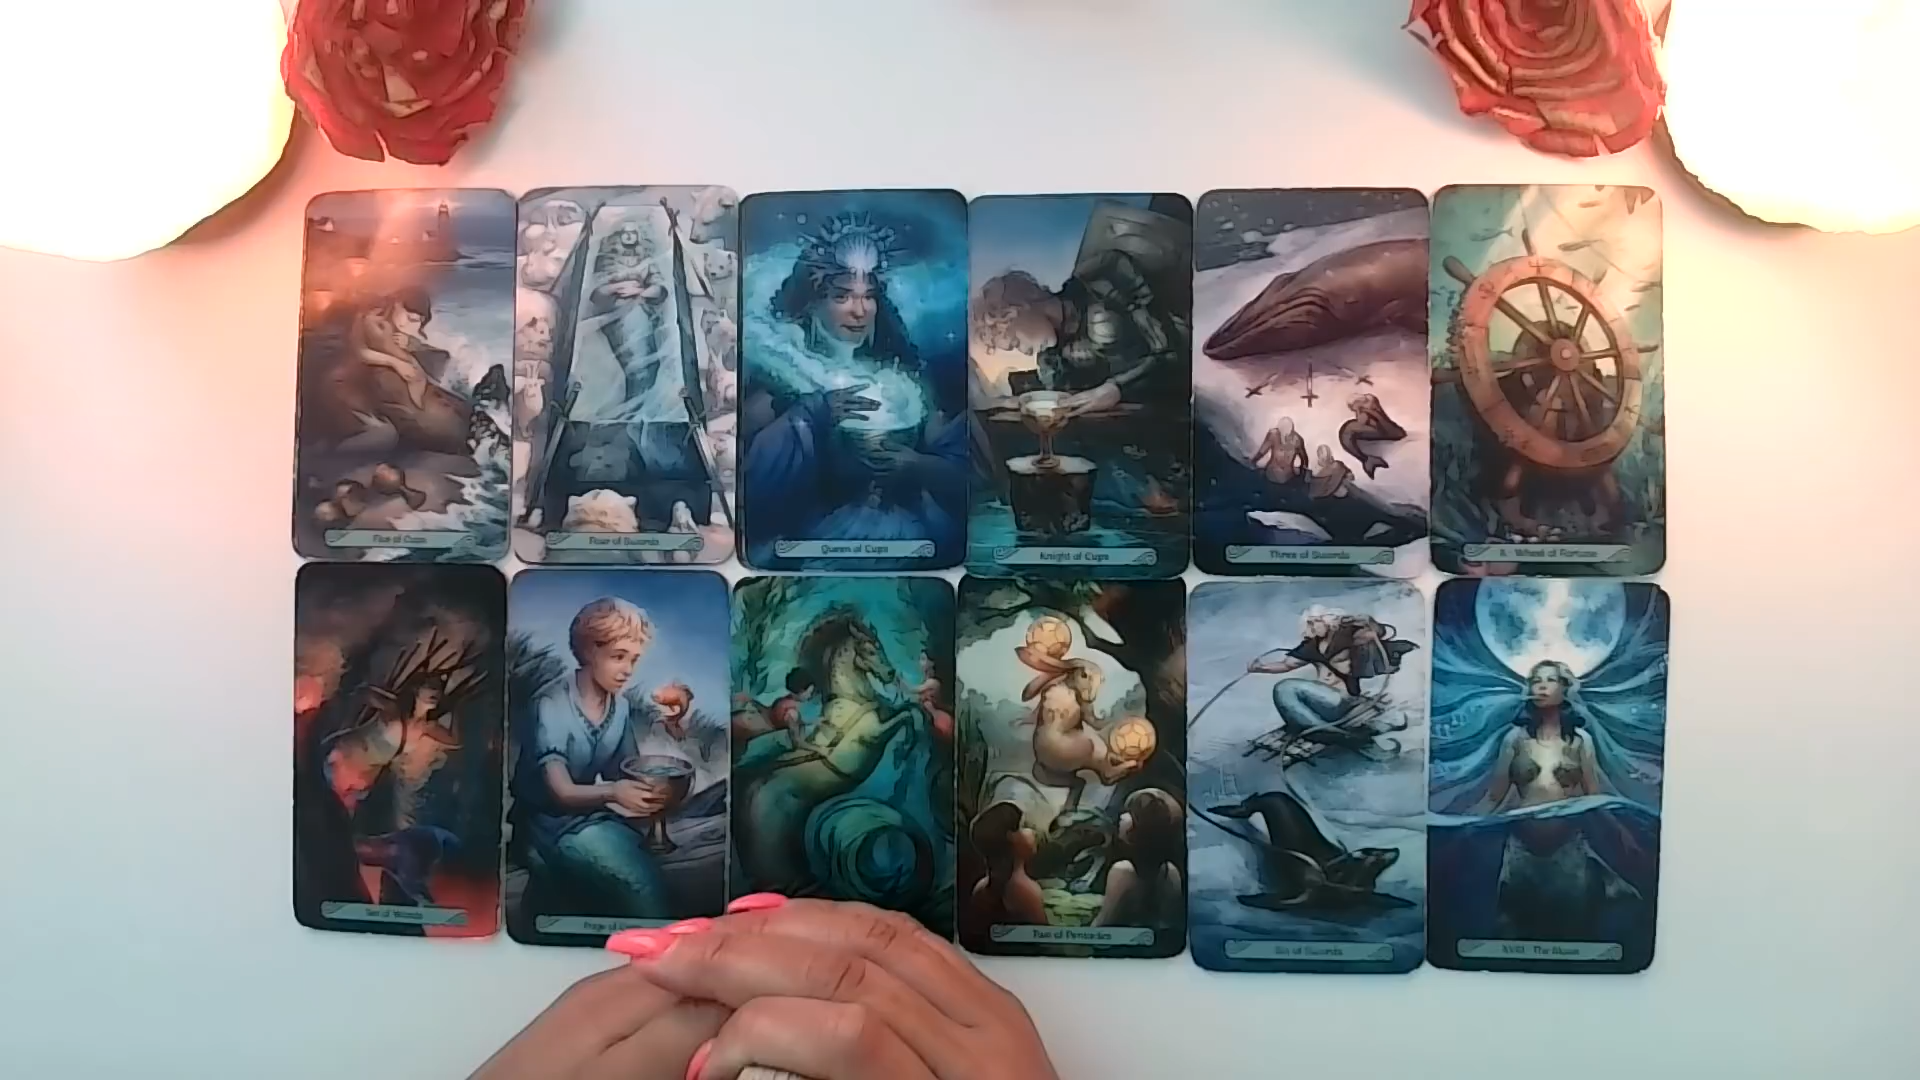 Five of Cups
Four of Swords
Queen of Cups
Knight of Cups
Three of Swords
X. Wheel of Fortune
Ten of Wands
Page of
Two of Pentacles
Six of Swords
XVIII. The Moon